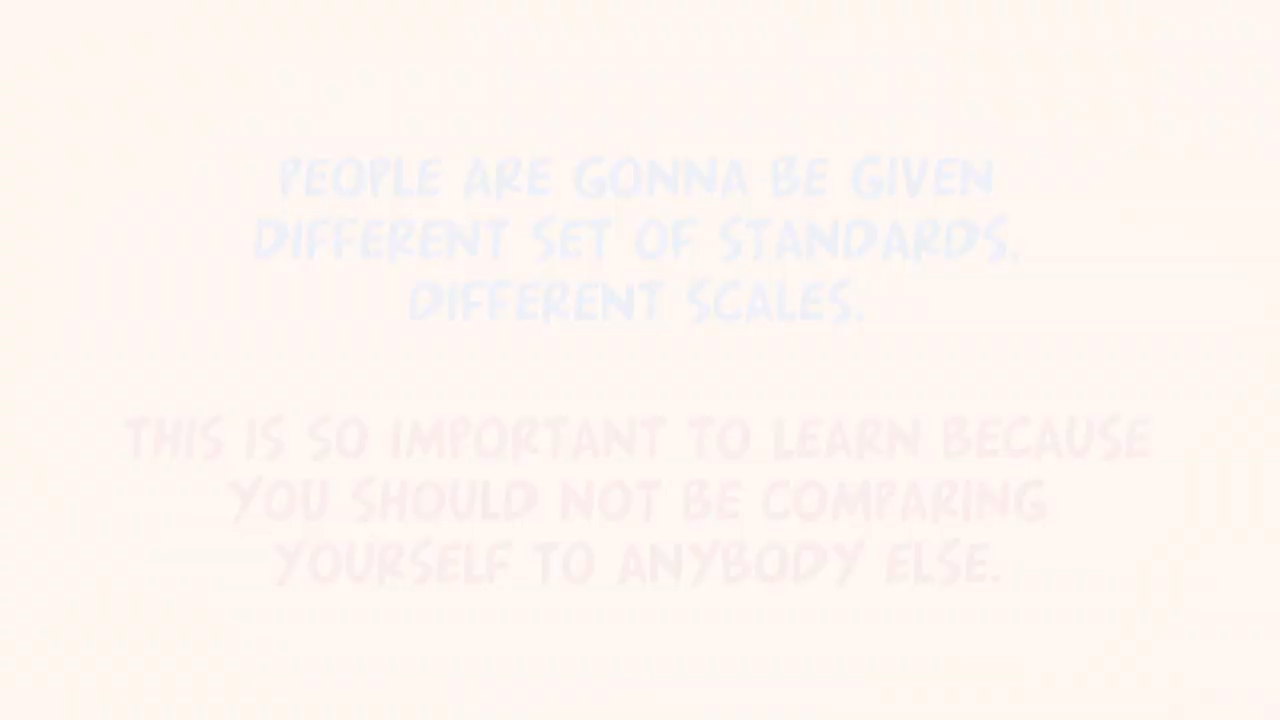 PEOPLE ARE GONNA BE GIVEN
DIFFERENT SET OF STANDARDS,
DIFFERENT SCALES.
THIS IS SO IMPORTANT TO LEARN BECAUSE
YOU SHOULD NOT BE COMPARING
YOURSELF TO ANYBODY ELSE.